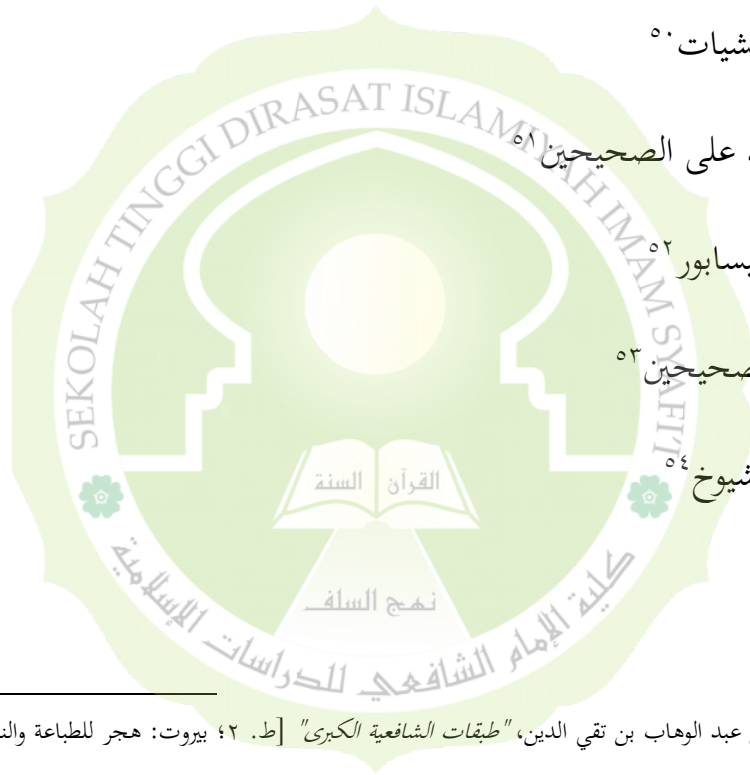 شيات٥٠
على الصحيحين٥١
يسابور٥٢
صحيحين٥٣
شيوخ٥٤
SEKOLAH TINGGI DIRASAT ISLAMIYAH IMAM SYAFI'I
القرآن السنة
نهج السلف
كلية الإمام الشافعي للدراسات الإسلامية
عبد الوهاب بن تقي الدين، "طبقات الشافعية الكبرى" [ط. ٢؛ بيروت: هجر للطباعة والن